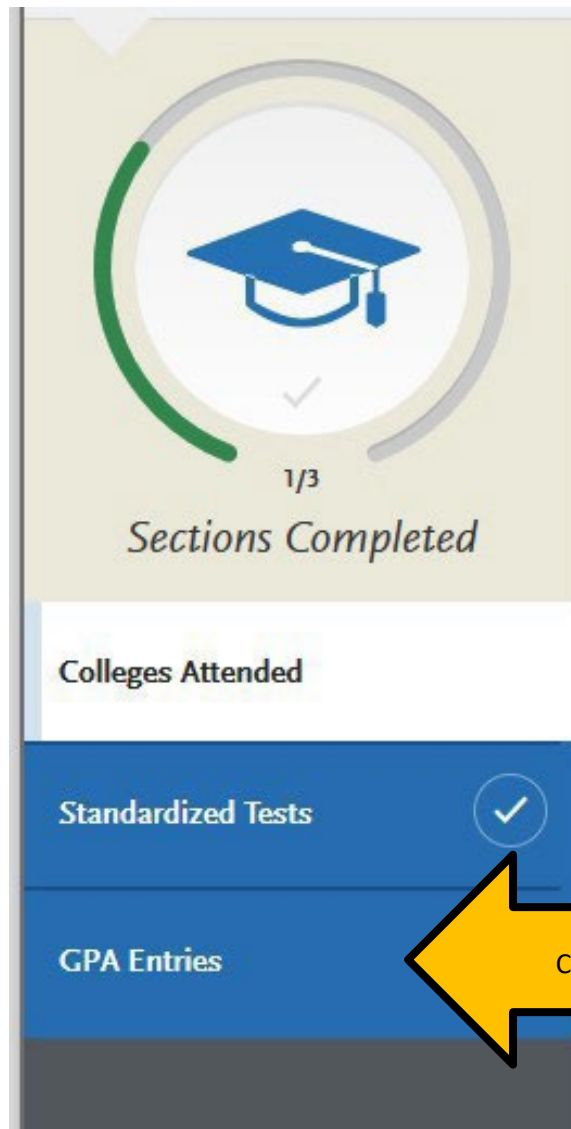 1/3
Sections Completed
Colleges Attended
Standardized Tests
GPA Entries